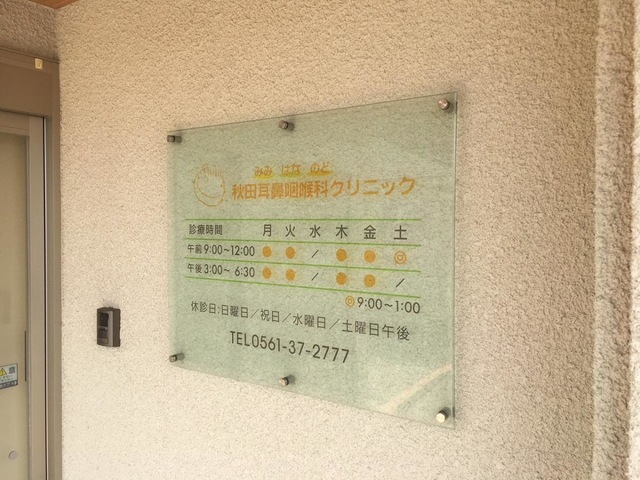 みみ はな のど
秋田耳鼻咽喉科クリニック
診療時間 月 火 水 木 金 土
午前 9:00~12:00 ● ● / ● ● ◎
午後 3:00~ 6:30 ● ● / ● ● /
◎9:00~1:00
休診日:日曜日/祝日/水曜日/土曜日午後
TEL0561-37-2777